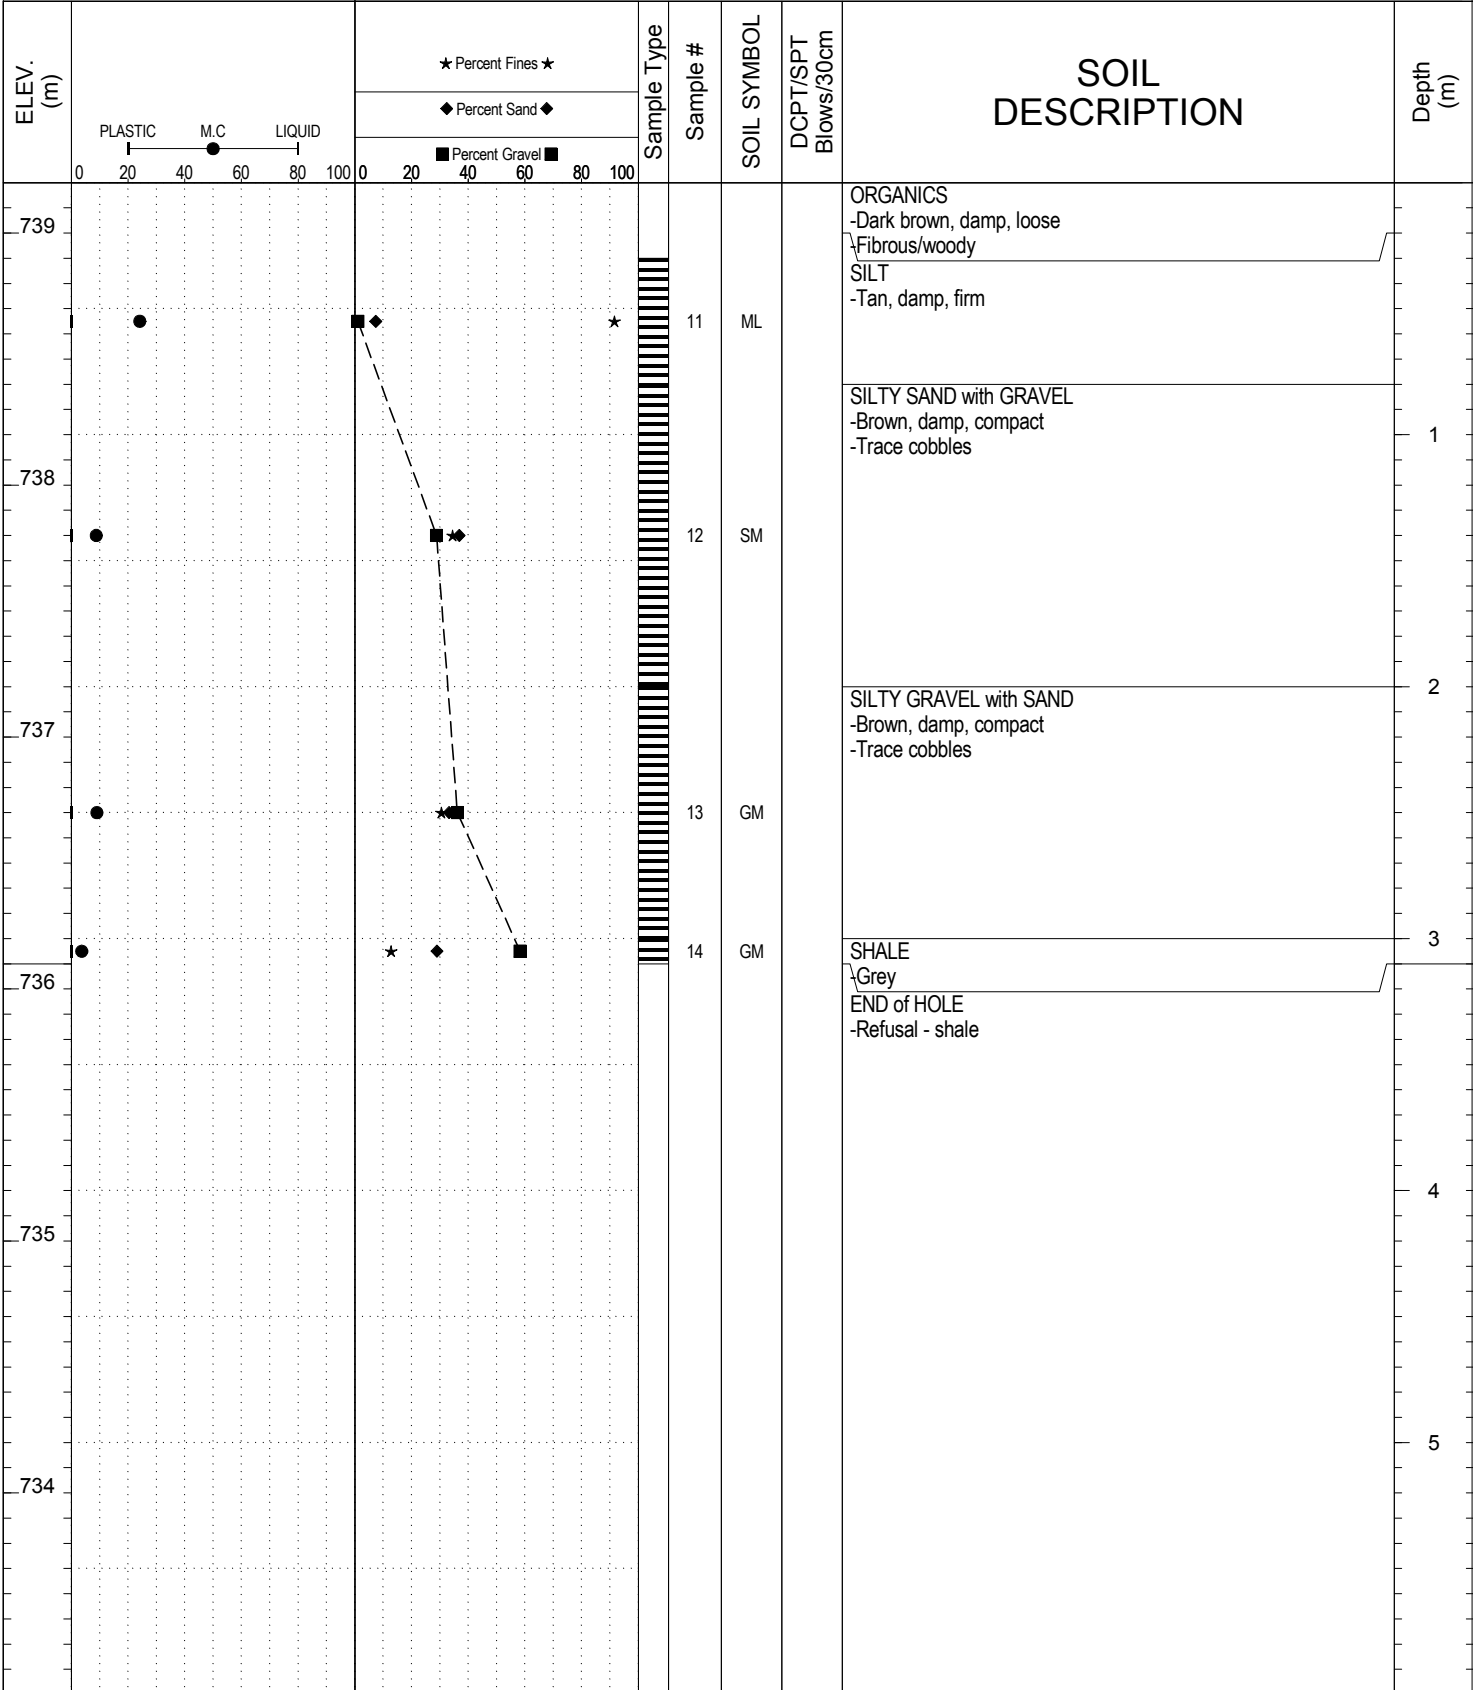 ELEV.
(m)
PLASTIC M.C LIQUID
0 20 40 60 80 100
★ Percent Fines ★
◆ Percent Sand ◆
■ Percent Gravel ■
0 20 40 60 80 100
Sample Type
Sample #
SOIL SYMBOL
DCPT/SPT
Blows/30cm
SOIL
DESCRIPTION
Depth
(m)
ORGANICS
-Dark brown, damp, loose
739
-Fibrous/woody
SILT
-Tan, damp, firm
11 ML
SILTY SAND with GRAVEL
-Brown, damp, compact
-Trace cobbles
1
738
12 SM
2
SILTY GRAVEL with SAND
-Brown, damp, compact
737
-Trace cobbles
13 GM
3
14 GM
SHALE
-Grey
736
END of HOLE
-Refusal - shale
4
735
5
734